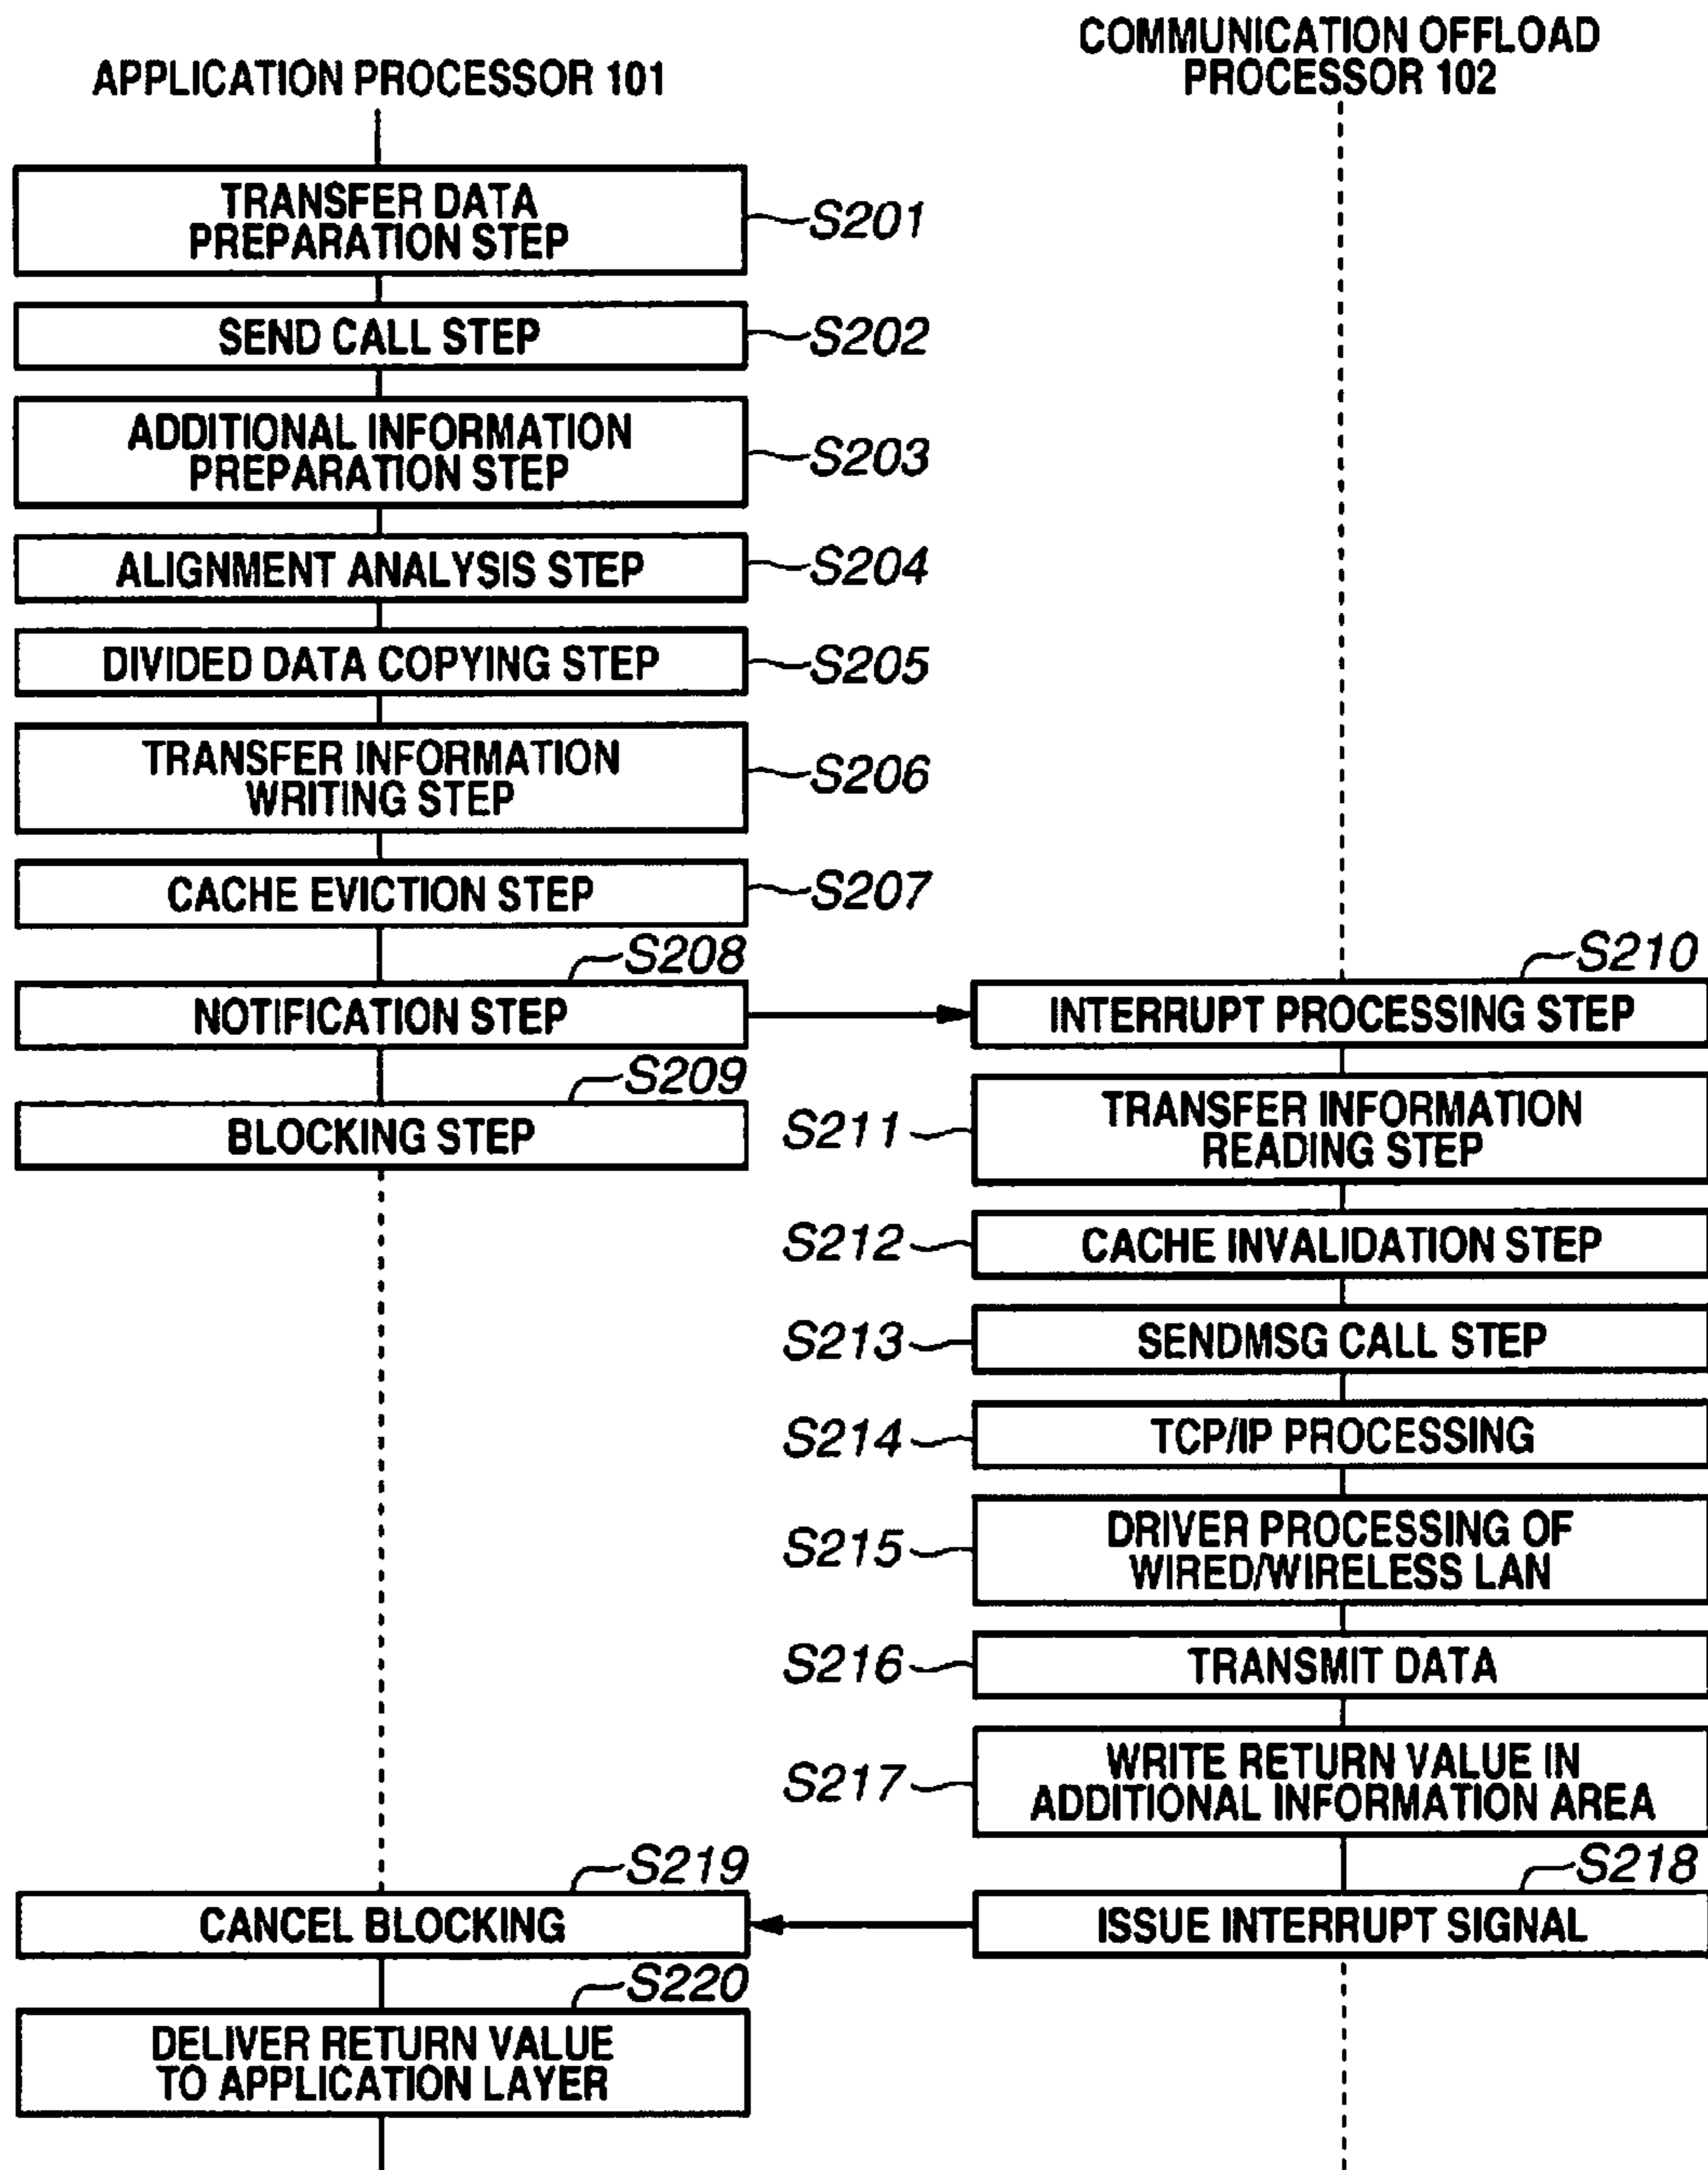 APPLICATION PROCESSOR 101
COMMUNICATION OFFLOAD
PROCESSOR 102
TRANSFER DATA
PREPARATION STEP
S201
SEND CALL STEP
S202
ADDITIONAL INFORMATION
PREPARATION STEP
S203
ALIGNMENT ANALYSIS STEP
S204
DIVIDED DATA COPYING STEP
S205
TRANSFER INFORMATION
WRITING STEP
S206
CACHE EVICTION STEP
S207
S208
NOTIFICATION STEP
S209
BLOCKING STEP
S210
INTERRUPT PROCESSING STEP
S211
TRANSFER INFORMATION
READING STEP
S212
CACHE INVALIDATION STEP
S213
SENDMSG CALL STEP
S214
TCP/IP PROCESSING
S215
DRIVER PROCESSING OF
WIRED/WIRELESS LAN
S216
TRANSMIT DATA
S217
WRITE RETURN VALUE IN
ADDITIONAL INFORMATION AREA
S218
ISSUE INTERRUPT SIGNAL
S219
CANCEL BLOCKING
S220
DELIVER RETURN VALUE
TO APPLICATION LAYER